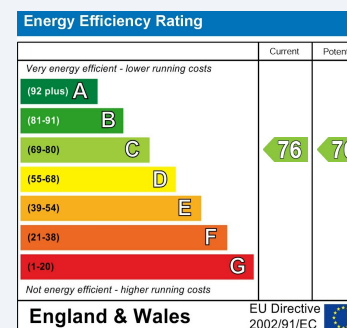 Energy Efficiency Rating
Current
Very energy efficient - lower running costs
(92 plus) A
(81-91) B
(69-80) C 76
(55-68) D
(39-54) E
(21-38) F
(1-20) G
Not energy efficient - higher running costs
England & Wales
EU Directive
2002/91/EC